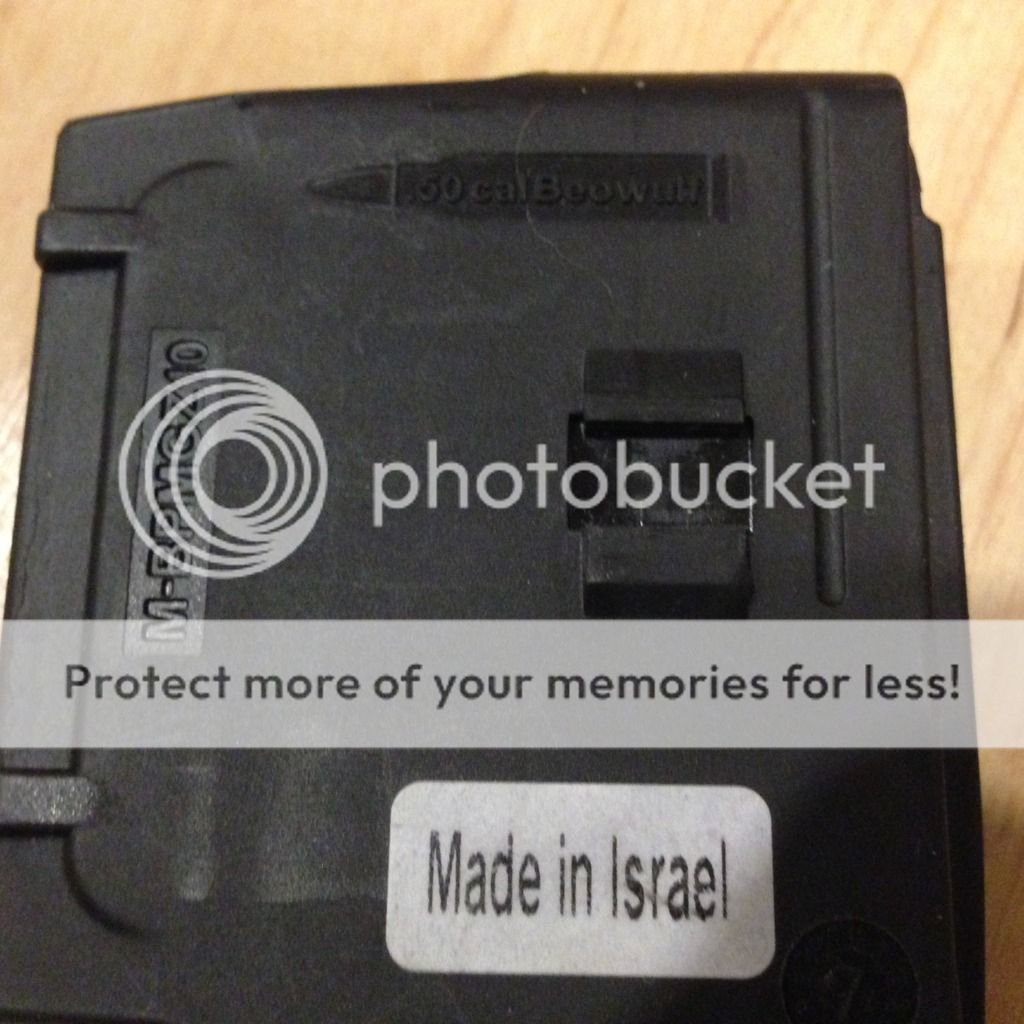 .50 cal Beowulf
photobucket
Protect more of your memories for less!
Made in Israel